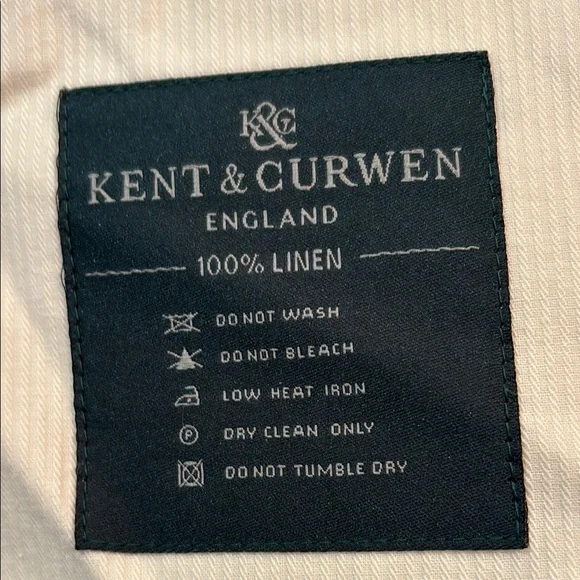 K&C
KENT & CURWEN
ENGLAND
100% LINEN
DO NOT WASH
DO NOT BLEACH
LOW HEAT IRON
P DRY CLEAN ONLY
DO NOT TUMBLE DRY